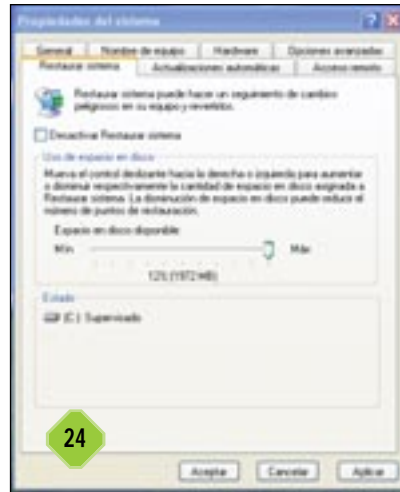 Propiedades del sistema
General Nombre de equipo Hardware Opciones avanzadas
Restaurar sistema Actualizaciones automáticas Acceso remoto
Restaurar sistema puede hacer un seguimiento de cambios
peligrosos en su equipo y revertirlos.
Desactivar Restaurar sistema
Uso de espacio en disco
Mueva el control deslizante hacia la derecha o izquierda para aumentar
o disminuir respectivamente la cantidad de espacio en disco asignada a
Restaurar sistema. La disminución de espacio en disco puede reducir el
número de puntos de restauración.
Espacio en disco disponible
Mín Máx
12% (1972 MB)
Estado
(C:) Supervisado
24
Aceptar Cancelar Aplicar